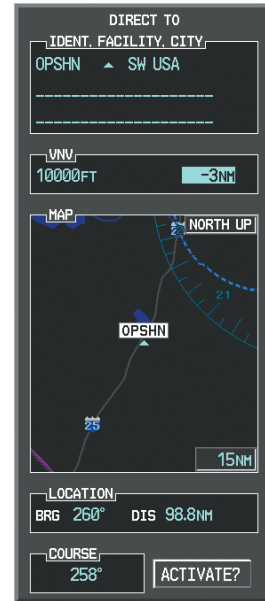 DIRECT TO
IDENT, FACILITY, CITY
OPSHN SW USA
VNV
10000FT -3NM
MAP
NORTH UP
21
OPSHN
25
15NM
LOCATION
BRG 260° DIS 98.8NM
COURSE
258° ACTIVATE?